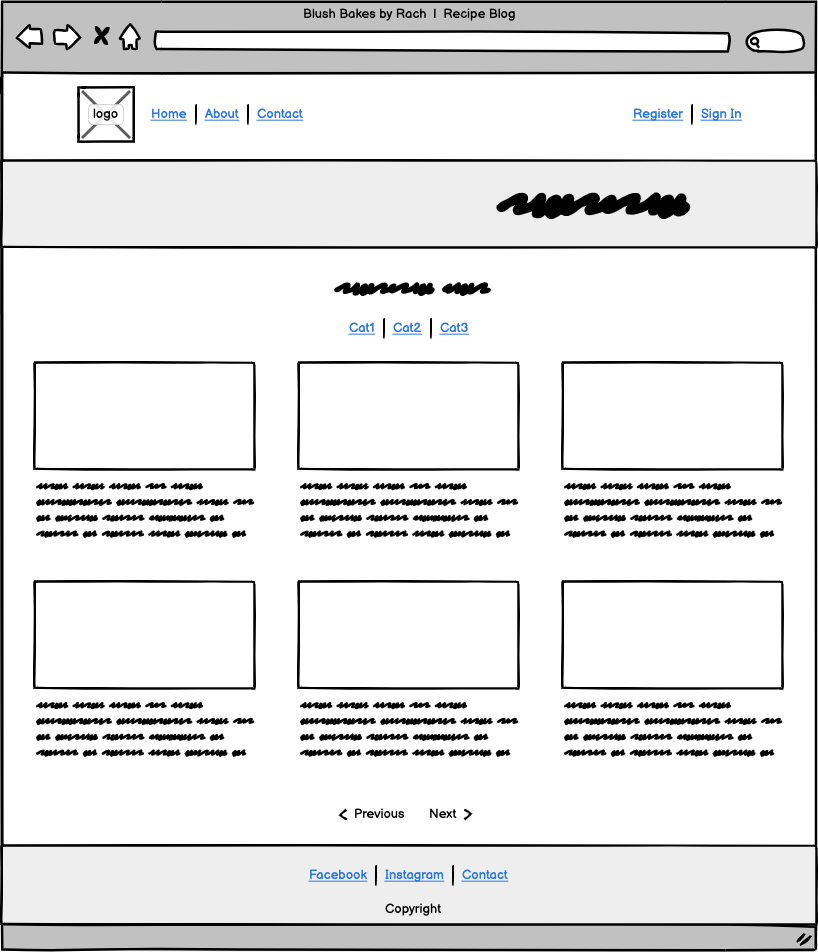 Blush Bakes by Rach | Recipe Blog
logo
Home | About | Contact
Register | Sign In
Cat1 | Cat2 | Cat3
Previous Next
Facebook | Instagram | Contact
Copyright